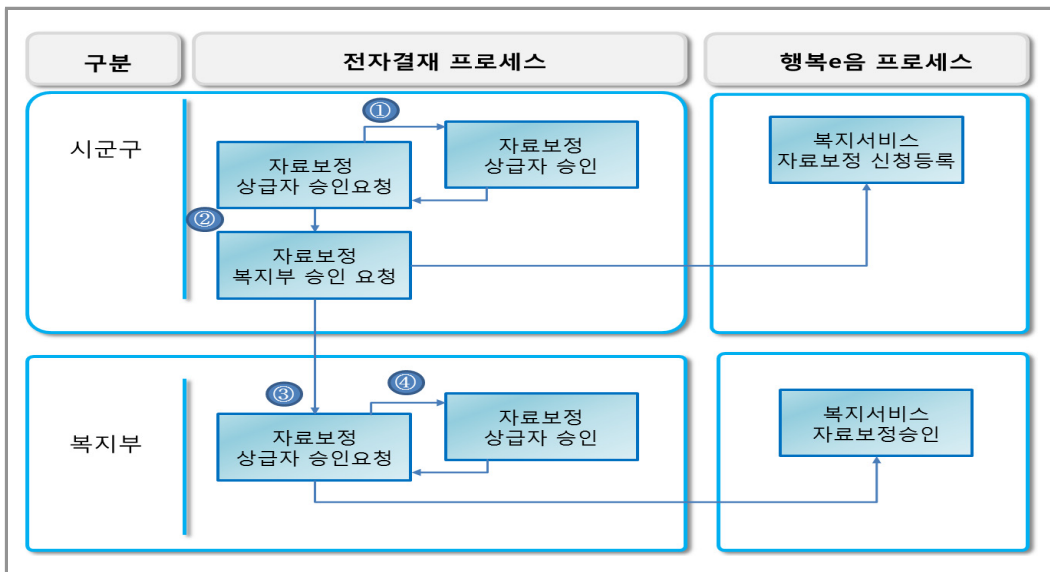 구분
전자결재 프로세스
행복e음 프로세스
시군구
①
자료보정
상급자 승인요청
자료보정
상급자 승인
복지서비스
자료보정 신청등록
②
자료보정
복지부 승인 요청
복지부
③
④
자료보정
상급자 승인요청
자료보정
상급자 승인
복지서비스
자료보정승인